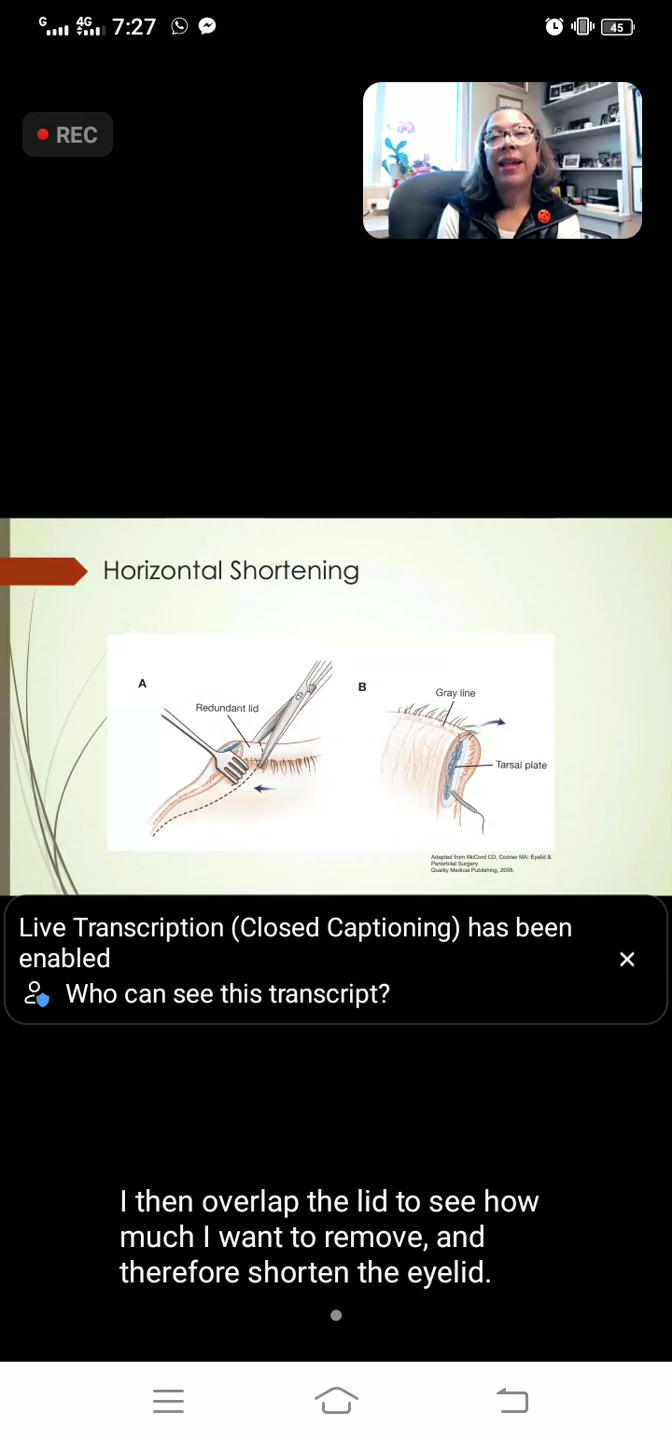 G 4G 7:27 45
REC
Horizontal Shortening
A
B
Redundant lid
Gray line
Tarsal plate
Adapted from McCord CD, Codner MA: Eyelid &
Periorbital Surgery.
Quality Medical Publishing, 2008.
Live Transcription (Closed Captioning) has been
enabled
Who can see this transcript?
I then overlap the lid to see how
much I want to remove, and
therefore shorten the eyelid.